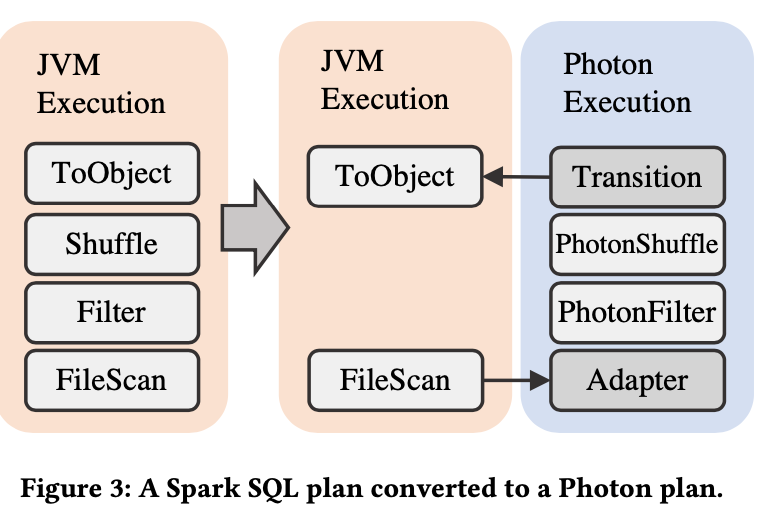 JVM
Execution
ToObject
Shuffle
Filter
FileScan
JVM
Execution
ToObject
FileScan
Photon
Execution
Transition
PhotonShuffle
PhotonFilter
Adapter
Figure 3: A Spark SQL plan converted to a Photon plan.